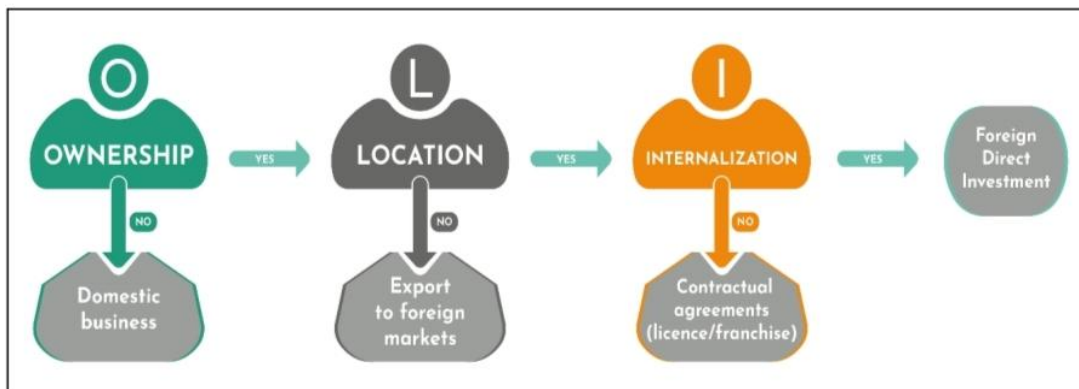 O
OWNERSHIP
YES
L
LOCATION
YES
I
INTERNALIZATION
YES
Foreign
Direct
Investment
NO
Domestic
business
NO
Export
to foreign
markets
NO
Contractual
agreements
(licence/franchise)